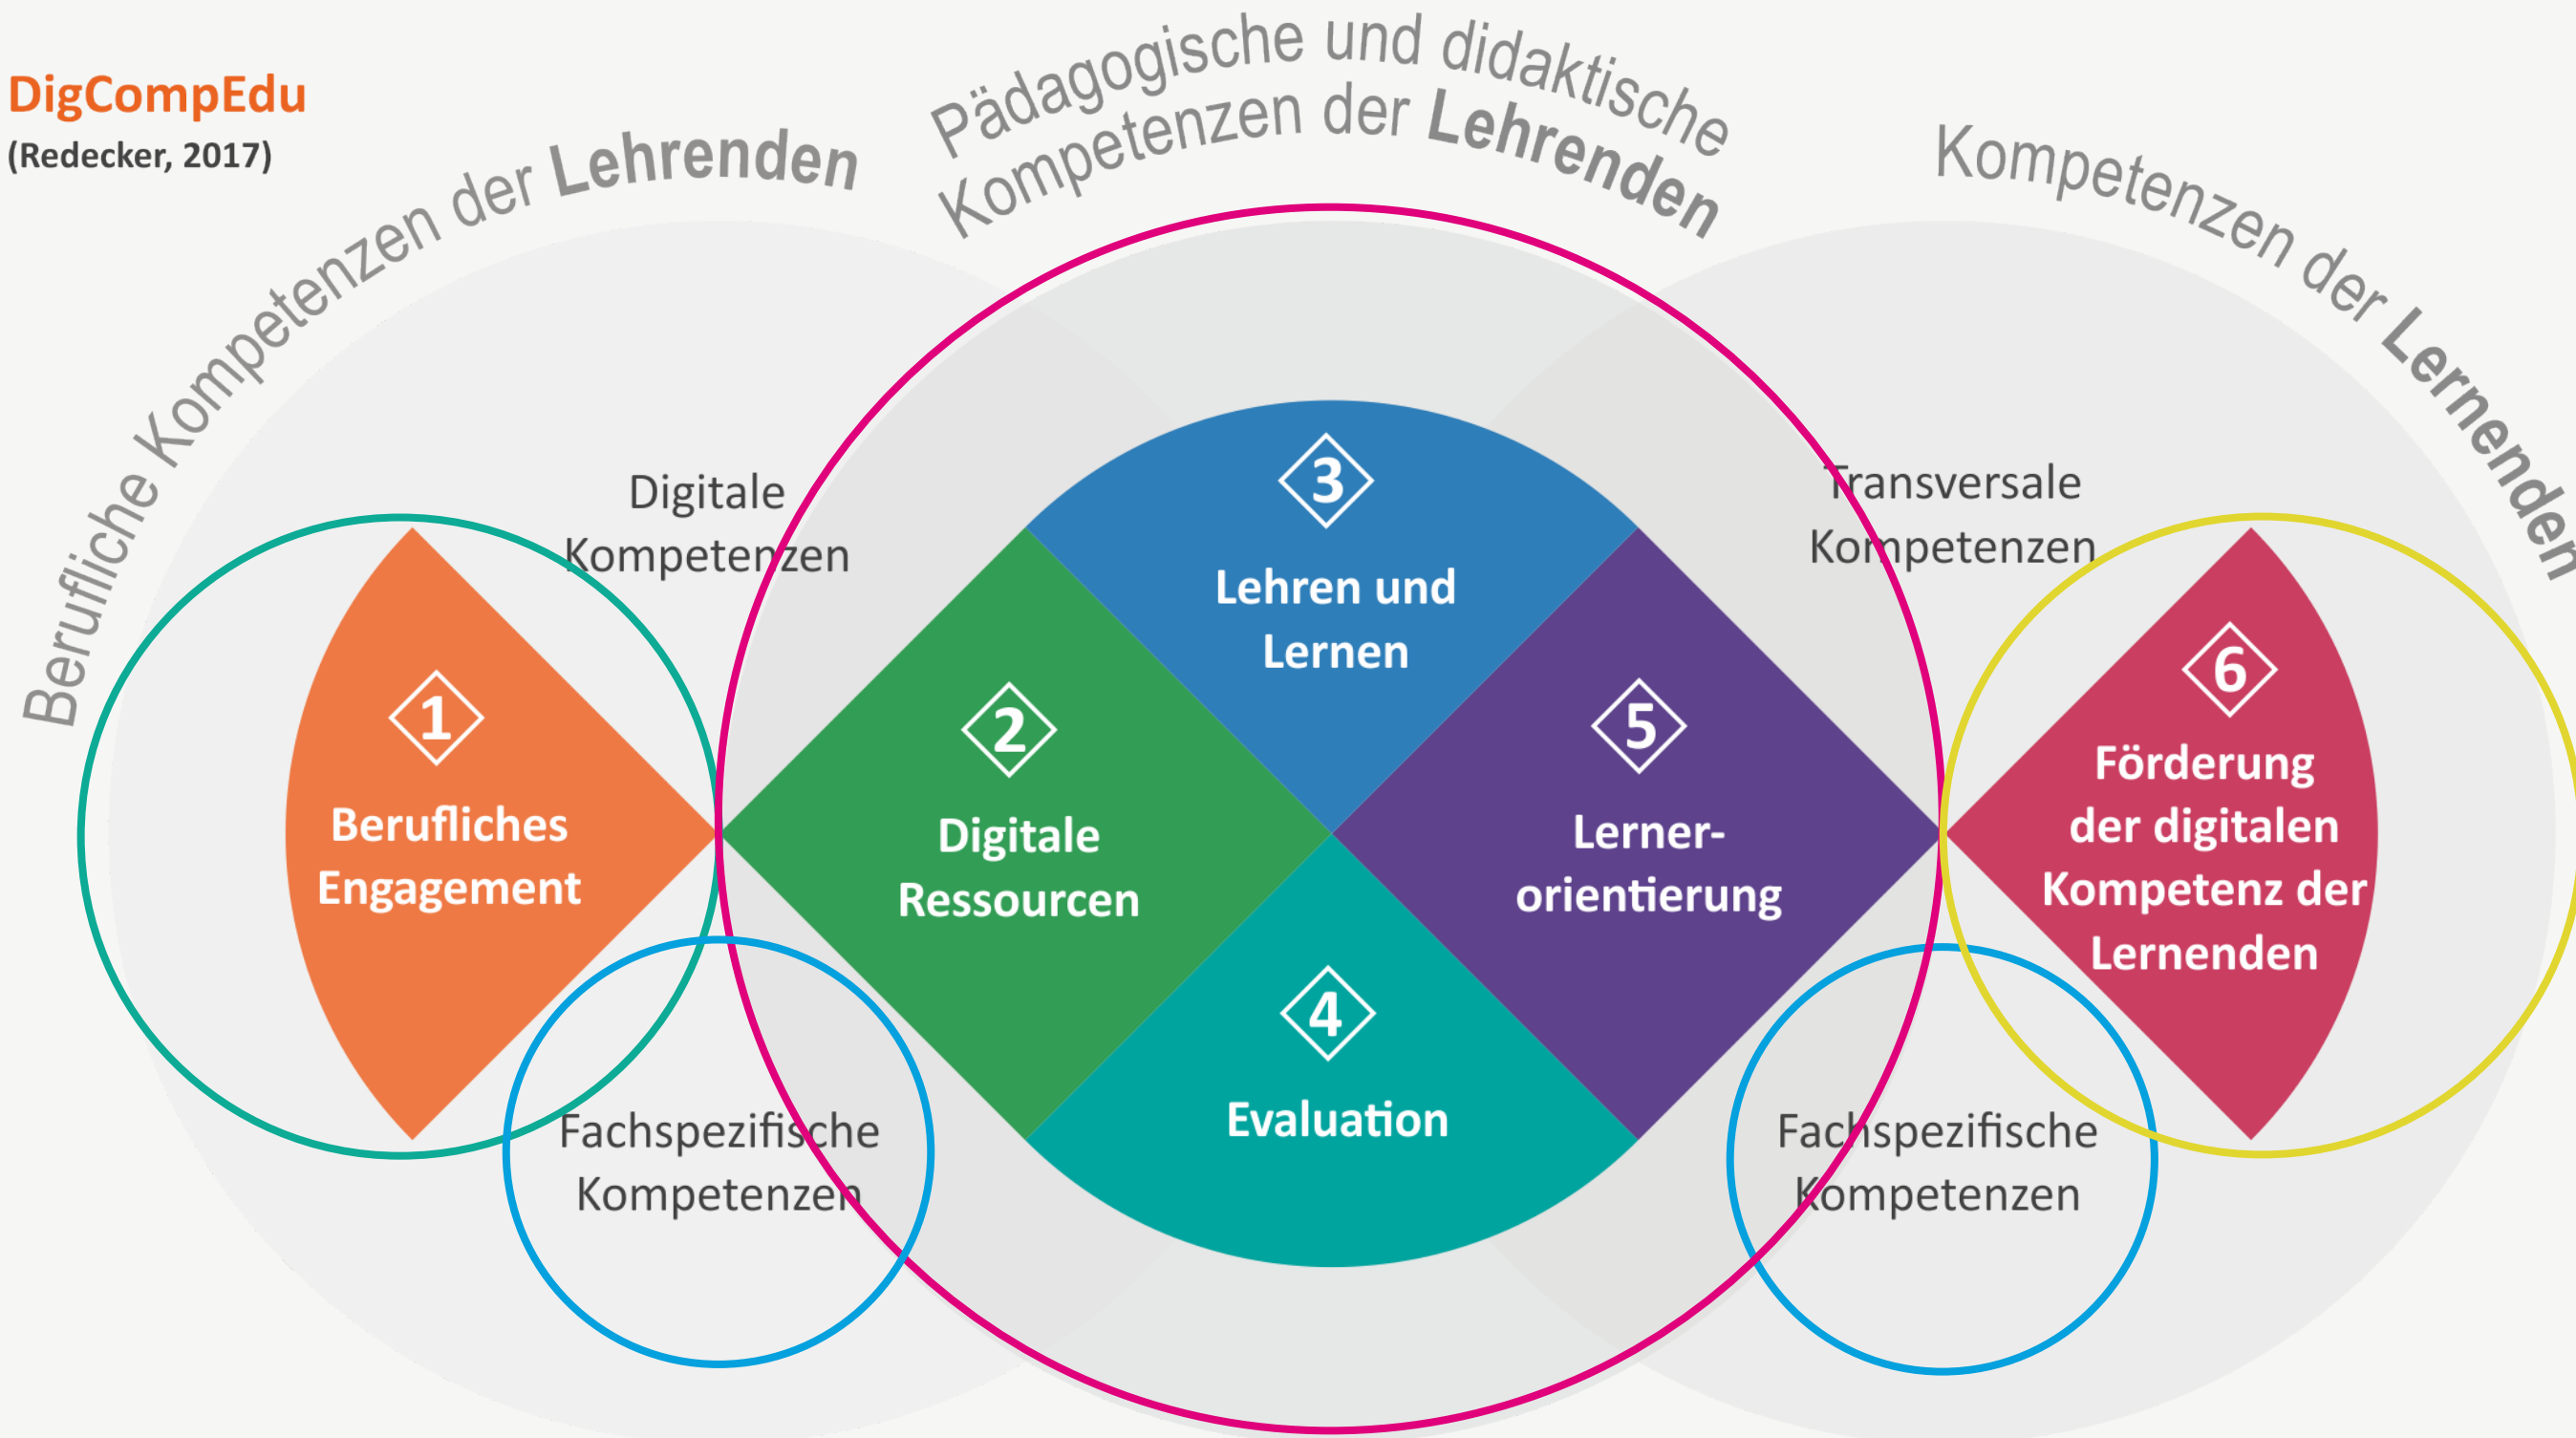 DigCompEdu
(Redecker, 2017)
Berufliche Kompetenzen der Lehrenden
Pädagogische und didaktische
Kompetenzen der Lehrenden
Kompetenzen der Lernenden
Digitale
Kompetenzen
Transversale
Kompetenzen
1
Berufliches
Engagement
2
Digitale
Ressourcen
3
Lehren und
Lernen
4
Evaluation
5
Lerner-
orientierung
6
Förderung
der digitalen
Kompetenz der
Lernenden
Fachspezifische
Kompetenzen
Fachspezifische
Kompetenzen